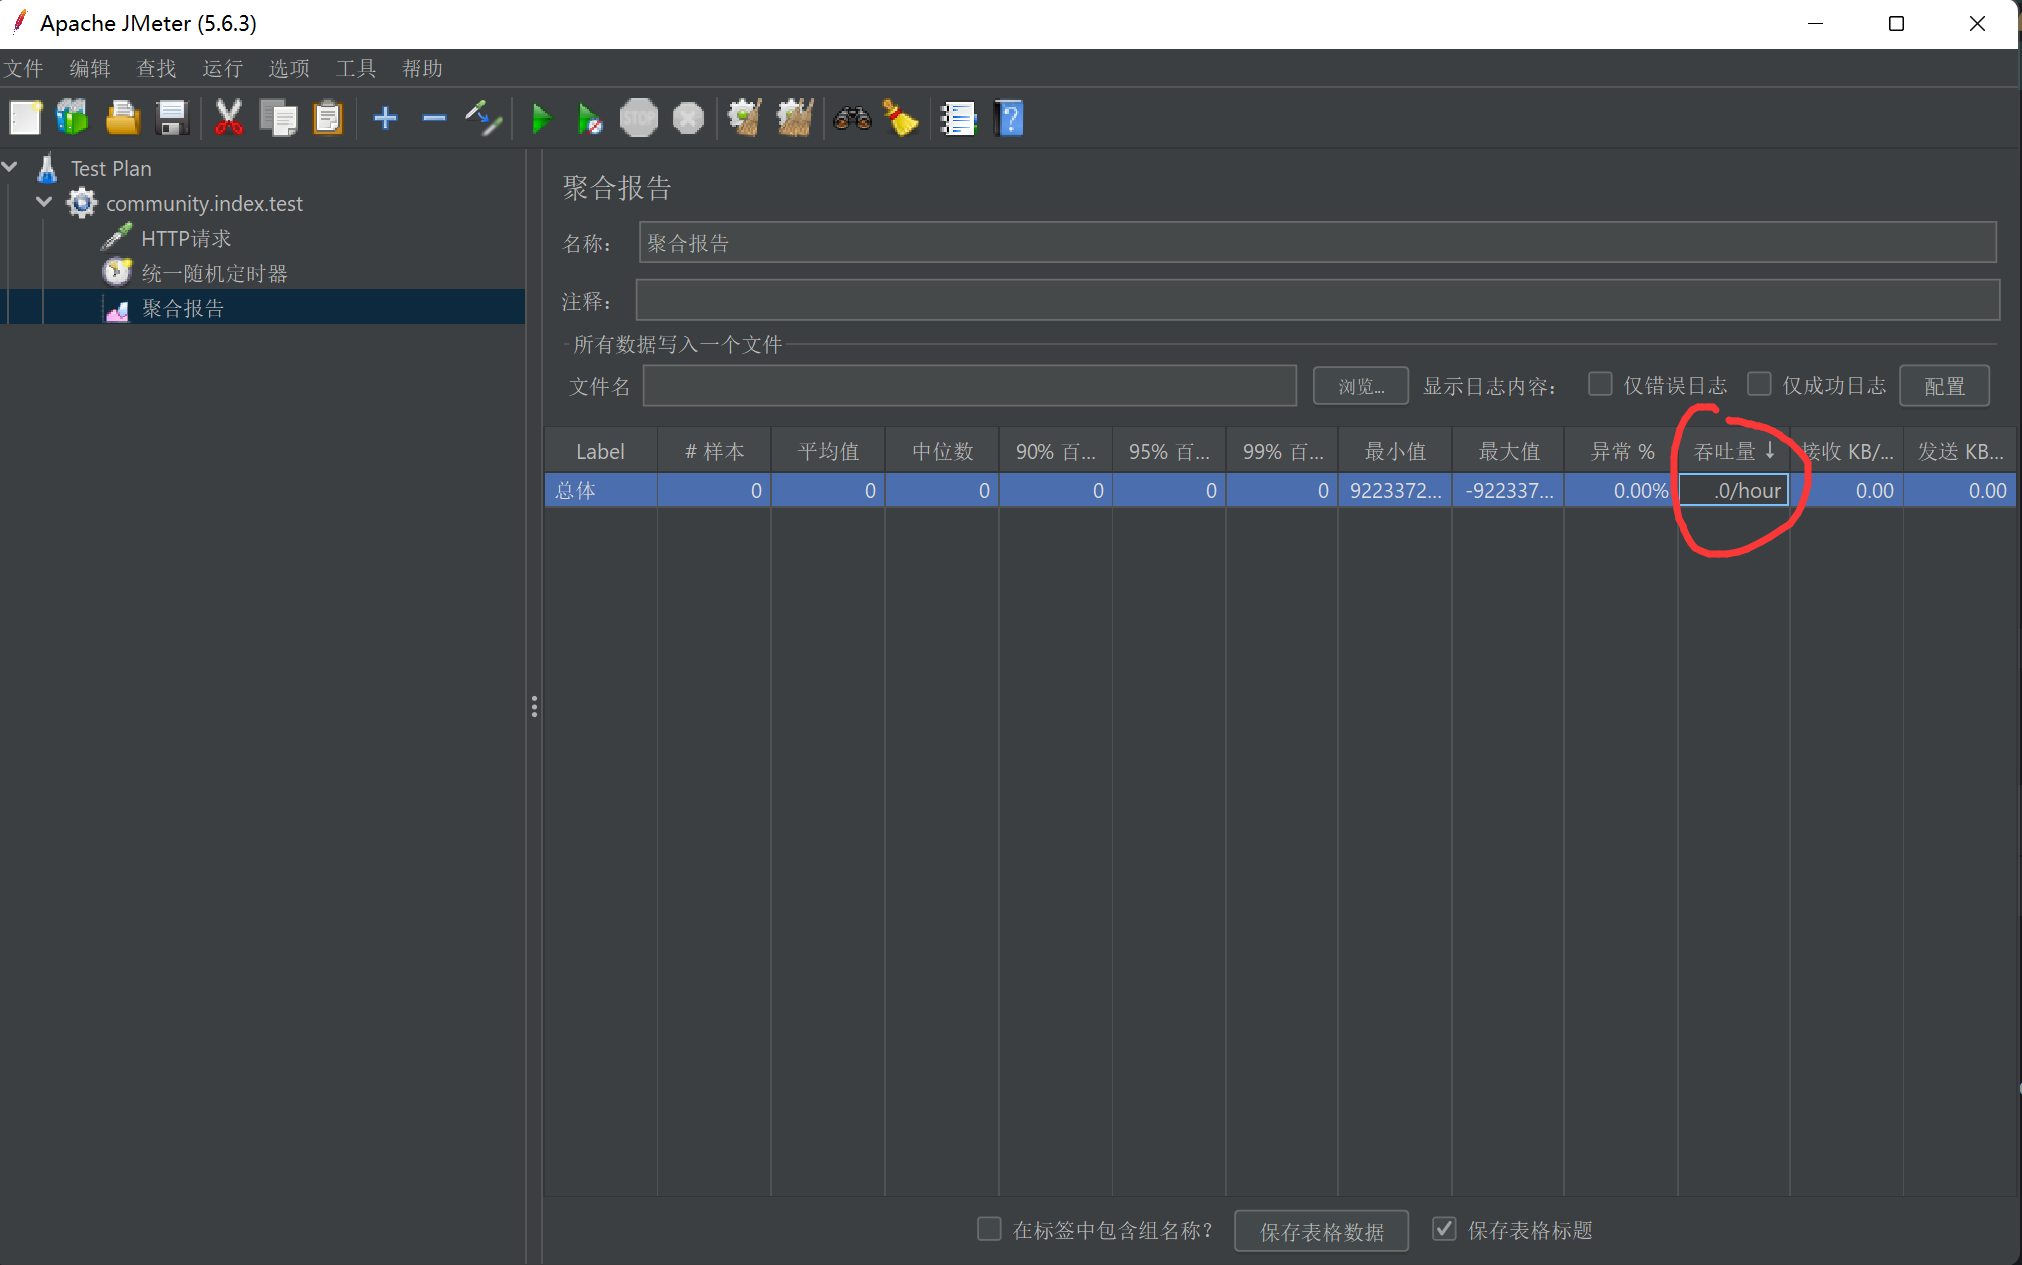 Apache JMeter (5.6.3)
文件 编辑 查找 运行 选项 工具 帮助
STOP
Test Plan
community.index.test
HTTP请求
统一随机定时器
聚合报告
聚合报告
名称： 聚合报告
注释：
所有数据写入一个文件
文件名 浏览... 显示日志内容： 仅错误日志 仅成功日志 配置
Label # 样本 平均值 中位数 90% 百... 95% 百... 99% 百... 最小值 最大值 异常 % 吞吐量 ↓ 接收 KB/... 发送 KB...
总体 0 0 0 0 0 0 9223372... -922337... 0.00% .0/hour 0.00 0.00
在标签中包含组名称？ 保存表格数据 保存表格标题